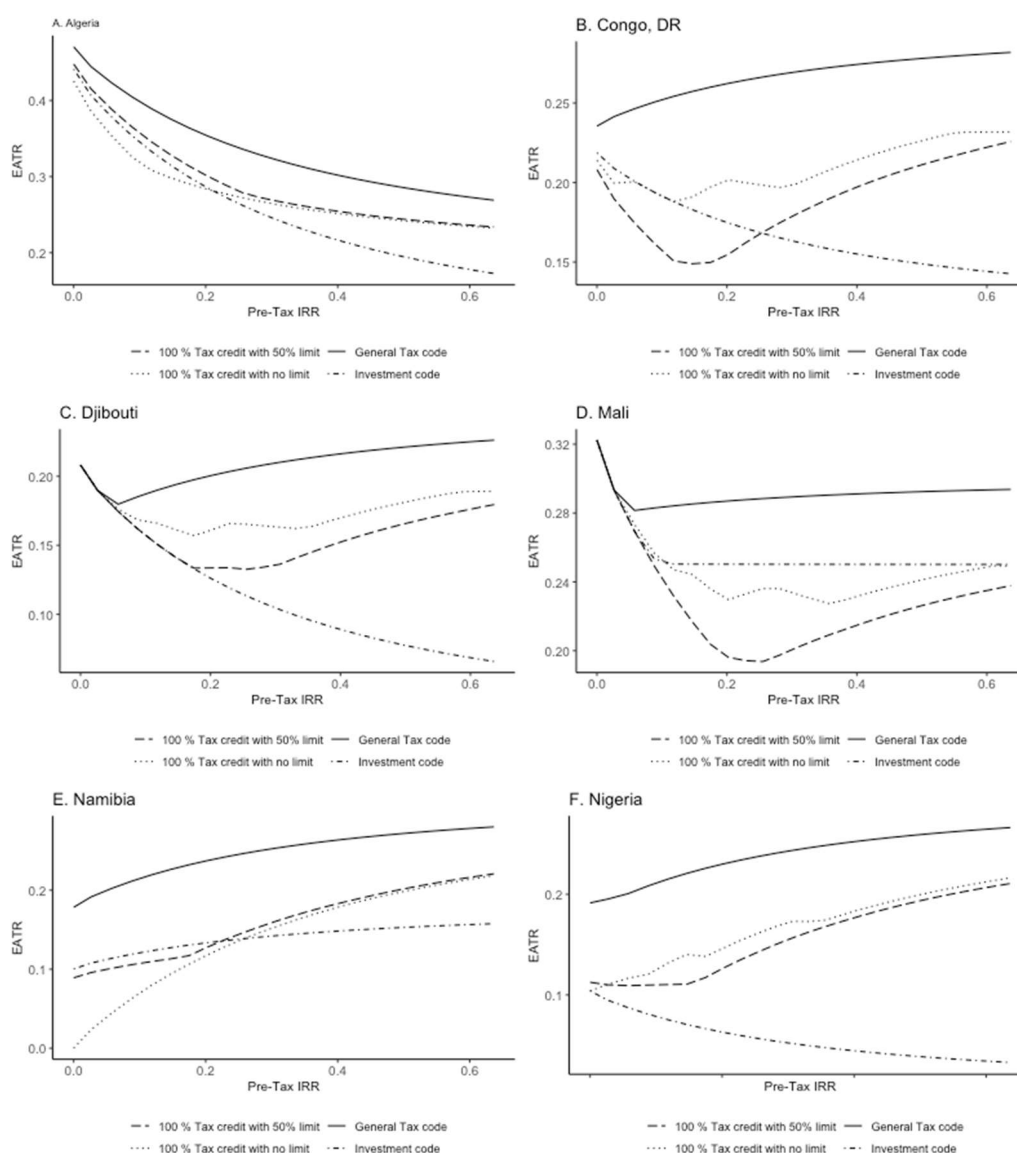 A. Algeria
EATR
0.4
0.3
0.2
0.0 0.2 0.4 0.6
Pre-Tax IRR
100 % Tax credit with 50% limit General Tax code
100 % Tax credit with no limit Investment code
B. Congo, DR
EATR
0.25
0.20
0.15
0.0 0.2 0.4 0.6
Pre-Tax IRR
100 % Tax credit with 50% limit General Tax code
100 % Tax credit with no limit Investment code
C. Djibouti
EATR
0.20
0.15
0.10
0.0 0.2 0.4 0.6
Pre-Tax IRR
100 % Tax credit with 50% limit General Tax code
100 % Tax credit with no limit Investment code
D. Mali
EATR
0.32
0.28
0.24
0.20
0.0 0.2 0.4 0.6
Pre-Tax IRR
100 % Tax credit with 50% limit General Tax code
100 % Tax credit with no limit Investment code
E. Namibia
EATR
0.2
0.1
0.0
0.0 0.2 0.4 0.6
Pre-Tax IRR
100 % Tax credit with 50% limit General Tax code
100 % Tax credit with no limit Investment code
F. Nigeria
EATR
0.2
0.1
Pre-Tax IRR
100 % Tax credit with 50% limit General Tax code
100 % Tax credit with no limit Investment code